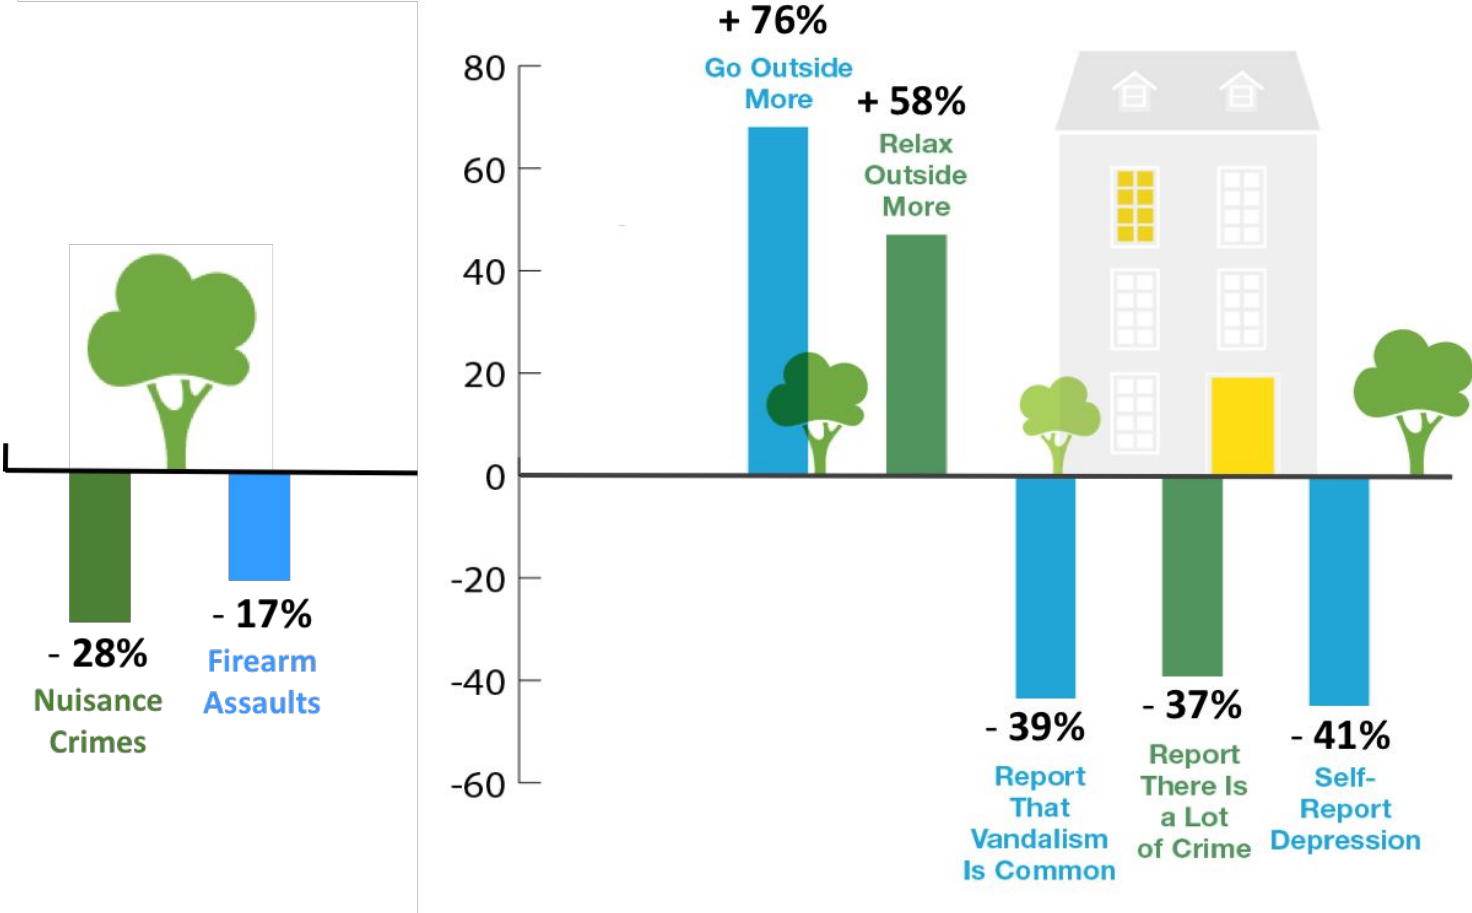 - 28%
Nuisance
Crimes
- 17%
Firearm
Assaults
80
60
40
20
0
-20
-40
-60
+ 76%
Go Outside
More
+ 58%
Relax
Outside
More
- 39%
Report
That
Vandalism
Is Common
- 37%
Report
There Is
a Lot
of Crime
- 41%
Self-
Report
Depression